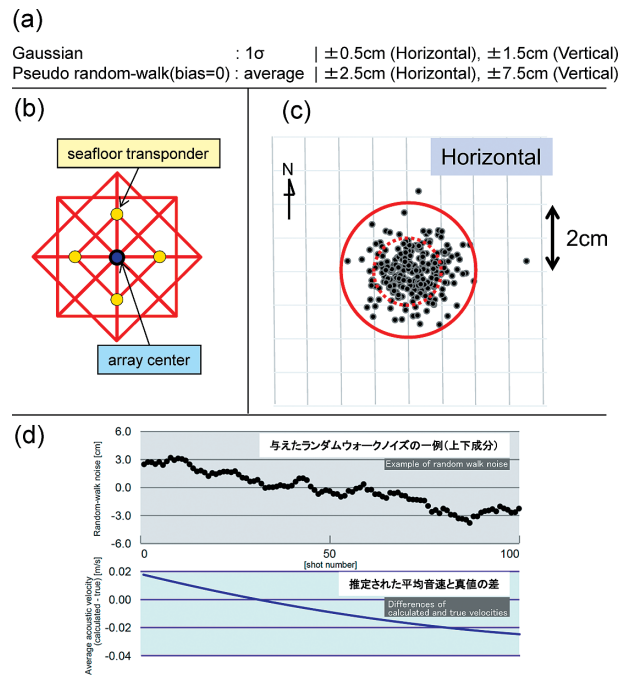 (a)
Gaussian : 1σ | ±0.5cm (Horizontal), ±1.5cm (Vertical)
Pseudo random-walk(bias=0) : average | ±2.5cm (Horizontal), ±7.5cm (Vertical)
(b)
seafloor transponder
array center
(c)
Horizontal
N
2cm
(d)
与えたランダムウォークノイズの一例(上下成分)
Example of random walk noise
Random-walk noise [cm]
6.0
3.0
0.0
-3.0
-6.0
0
50
100
[shot number]
推定された平均音速と真値の差
Differences of
calculated and true velocities
Average acoustic velocity
(calculated - true) [m/s]
0.02
0.00
-0.02
-0.04